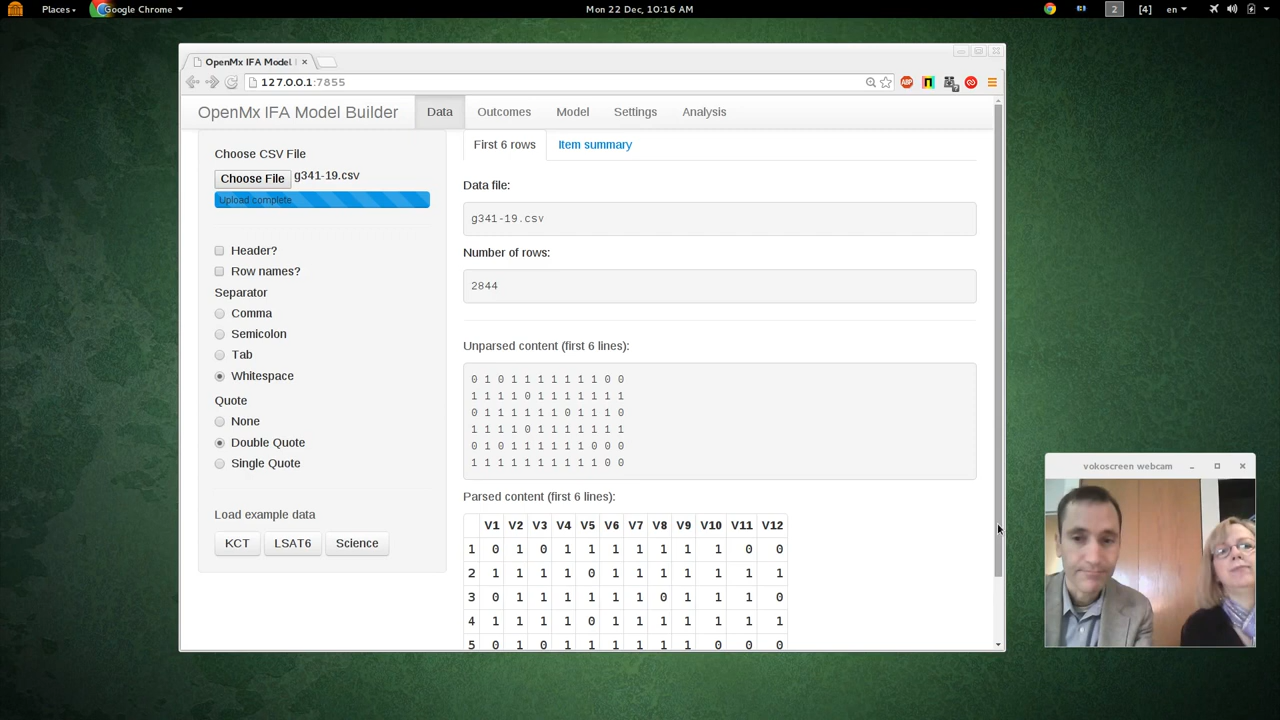 Places
Google Chrome
Mon 22 Dec, 10:16 AM
2
[4]
en
OpenMx IFA Model
127.0.0.1:7855
OpenMx IFA Model Builder
Data
Outcomes
Model
Settings
Analysis
Choose CSV File
Choose File g341-19.csv
Upload complete
Header?
Row names?
Separator
Comma
Semicolon
Tab
Whitespace
Quote
None
Double Quote
Single Quote
Load example data
KCT LSAT6 Science
First 6 rows Item summary
Data file:
g341-19.csv
Number of rows:
2844
Unparsed content (first 6 lines):
0 1 0 1 1 1 1 1 1 1 0 0
1 1 1 1 0 1 1 1 1 1 1 1
0 1 1 1 1 1 1 0 1 1 1 0
1 1 1 1 0 1 1 1 1 1 1 1
0 1 0 1 1 1 1 1 1 0 0 0
1 1 1 1 1 1 1 1 1 1 0 0
Parsed content (first 6 lines):
V1 V2 V3 V4 V5 V6 V7 V8 V9 V10 V11 V12
1 0 1 0 1 1 1 1 1 1 1 0 0
2 1 1 1 1 0 1 1 1 1 1 1 1
3 0 1 1 1 1 1 1 0 1 1 1 0
4 1 1 1 1 0 1 1 1 1 1 1 1
5 0 1 0 1 1 1 1 1 1 0 0 0
vokoscreen webcam